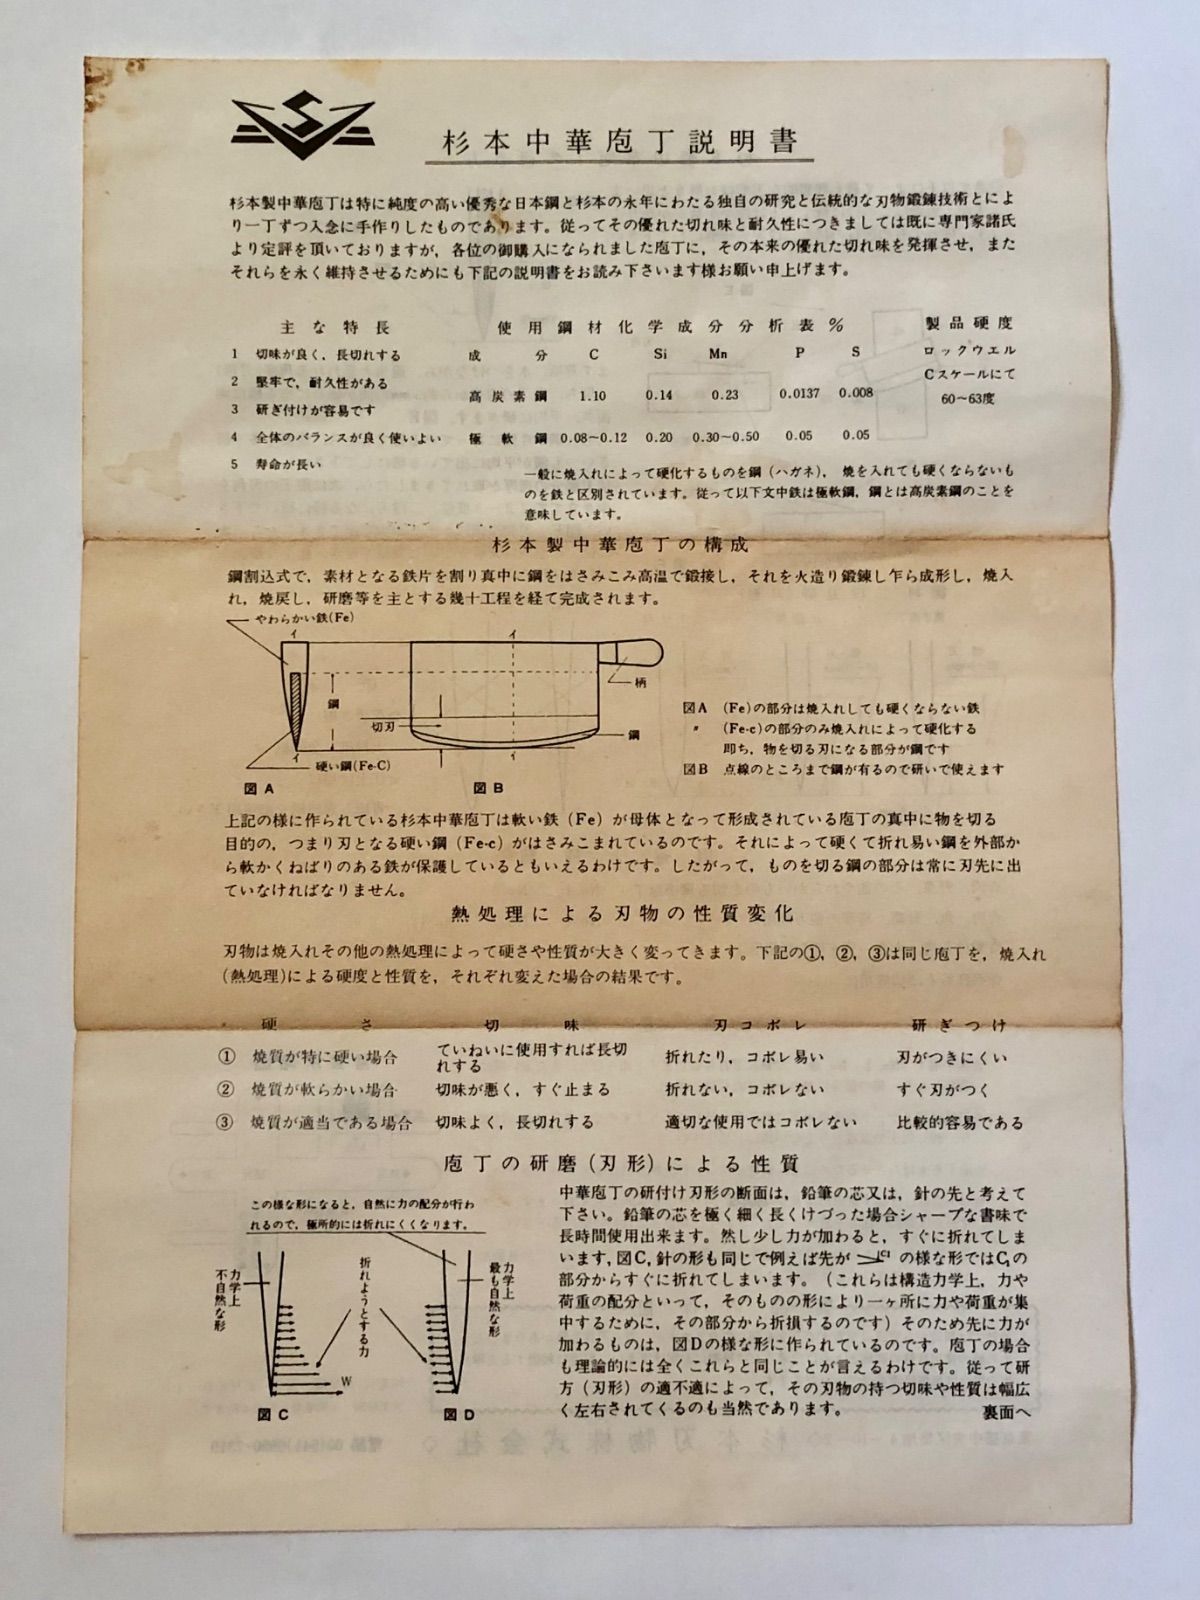 杉本中華庖丁説明書
杉本製中華庖丁は特に純度の高い優秀な日本鋼と杉本の永年にわたる独自の研究と伝統的な刃物鍛錬技術とによ
り一丁ずつ入念に手作りしたものであります。従ってその優れた切れ味と耐久性につきましては既に専門家諸氏
より定評を頂いておりますが，各位の御購入になられました庖丁に，その本来の優れた切れ味を発揮させ，また
それらを永く維持させるためにも下記の説明書をお読み下さいます様お願い申上げます。
主な特長
1 切味が良く，長切れする
2 堅牢で，耐久性がある
3 研ぎ付けが容易です
4 全体のバランスが良く使いよい
5 寿命が長い
使用鋼材化学成分分析表％
成分 C Si Mn P S
高炭素鋼 1.10 0.14 0.23 0.0137 0.008
極軟鋼 0.08～0.12 0.20 0.30～0.50 0.05 0.05
製品硬度
ロックウエル
Cスケールにて
60～63度
一般に焼入れによって硬化するものを鋼（ハガネ），焼を入れても硬くならないも
のを鉄と区別されています。従って以下文中鉄は極軟鋼，鋼とは高炭素鋼のことを
意味しています。
杉本製中華庖丁の構成
鋼割込式で，素材となる鉄片を割り真中に鋼をはさみこみ高温で鍛接し，それを火造り鍛錬し乍ら成形し，焼入
れ，焼戻し，研磨等を主とする幾十工程を経て完成されます。
やわらかい鉄(Fe)
イ
イ
鋼
柄
切刃
鋼
イ
イ
硬い鋼(Fe-C)
図 A
図 B
図A (Fe)の部分は焼入れしても硬くならない鉄
〃 (Fe-c)の部分のみ焼入れによって硬化する
即ち，物を切る刃になる部分が鋼です
図B 点線のところまで鋼が有るので研いで使えます
上記の様に作られている杉本中華庖丁は軟い鉄（Fe）が母体となって形成されている庖丁の真中に物を切る
目的の，つまり刃となる硬い鋼（Fe-c）がはさみこまれているのです。それによって硬くて折れ易い鋼を外部か
ら軟かくねばりのある鉄が保護しているともいえるわけです。したがって，ものを切る鋼の部分は常に刃先に出
ていなければなりません。
熱処理による刃物の性質変化
刃物は焼入れその他の熱処理によって硬さや性質が大きく変ってきます。下記の①，②，③は同じ庖丁を，焼入れ
(熱処理)による硬度と性質を，それぞれ変えた場合の結果です。
硬さ 切味 刃コボレ 研ぎつけ
① 焼質が特に硬い場合 ていねいに使用すれば長切れする 折れたり，コボレ易い 刃がつきにくい
② 焼質が軟らかい場合 切味が悪く，すぐ止まる 折れない，コボレない すぐ刃がつく
③ 焼質が適当である場合 切味よく，長切れする 適切な使用ではコボレない 比較的容易である
庖丁の研磨(刃形)による性質
この様な形になると，自然に力の配分が行わ
れるので，極所的には折れにくくなります。
力学上
不自然な形
折れようとする力
力学上
最も自然な形
W
図 C
図 D
中華庖丁の研付け刃形の断面は，鉛筆の芯又は，針の先と考えて
下さい。鉛筆の芯を極く細く長くけづった場合シャープな書味で
長時間使用出来ます。然し少し力が加わると，すぐに折れてしま
います，図C，針の形も同じで例えば先が C₁ の様な形ではC₁の
部分からすぐに折れてしまいます。（これらは構造力学上，力や
荷重の配分といって，そのものの形により一ヶ所に力や荷重が集
中するために，その部分から折損するのです）そのため先に力が
加わるものは，図Dの様な形に作られているのです。庖丁の場合
も理論的には全くこれらと同じことが言えるわけです。従って研
方（刃形）の適不適によって，その刃物の持つ切味や性質は幅広
く左右されてくるのも当然であります。
裏面へ